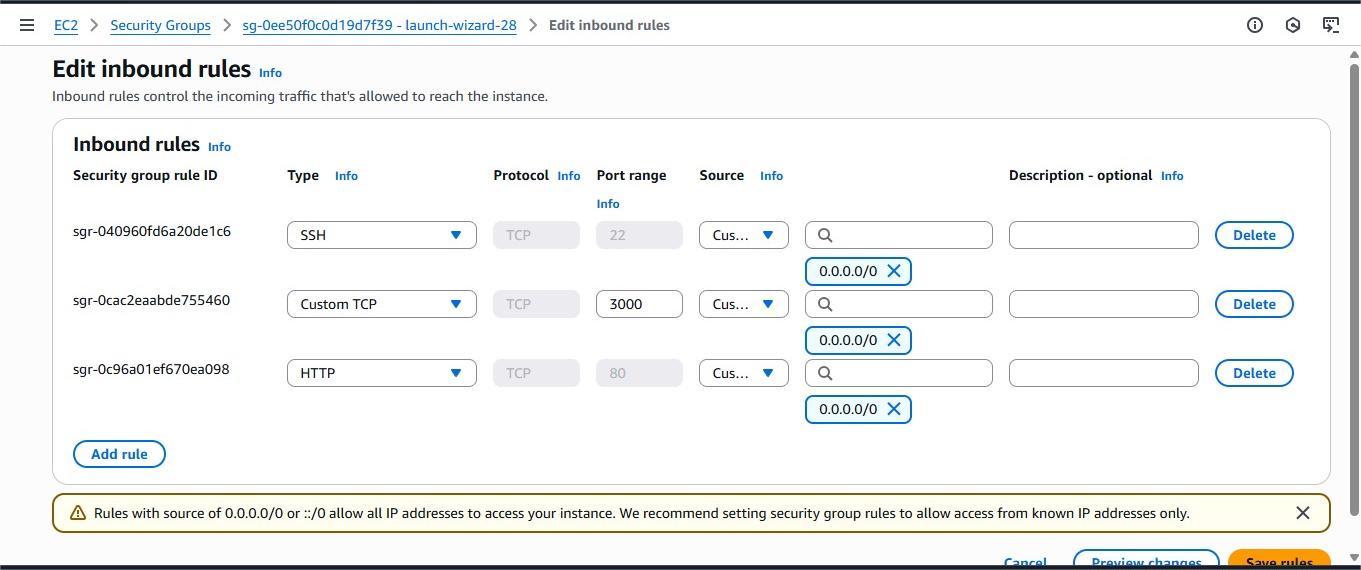 EC2 > Security Groups > sg-0ee50f0c0d19d7f39 - launch-wizard-28 > Edit inbound rules
Edit inbound rules Info
Inbound rules control the incoming traffic that's allowed to reach the instance.
Inbound rules Info
Security group rule ID Type Info Protocol Info Port range Source Info Description - optional Info
Info
sgr-040960fd6a20de1c6 SSH TCP 22 Cus... Delete
0.0.0.0/0
sgr-0cac2eaabde755460 Custom TCP TCP 3000 Cus... Delete
0.0.0.0/0
sgr-0c96a01ef670ea098 HTTP TCP 80 Cus... Delete
0.0.0.0/0
Add rule
Rules with source of 0.0.0.0/0 or ::/0 allow all IP addresses to access your instance. We recommend setting security group rules to allow access from known IP addresses only.
Cancel Preview changes Save rules